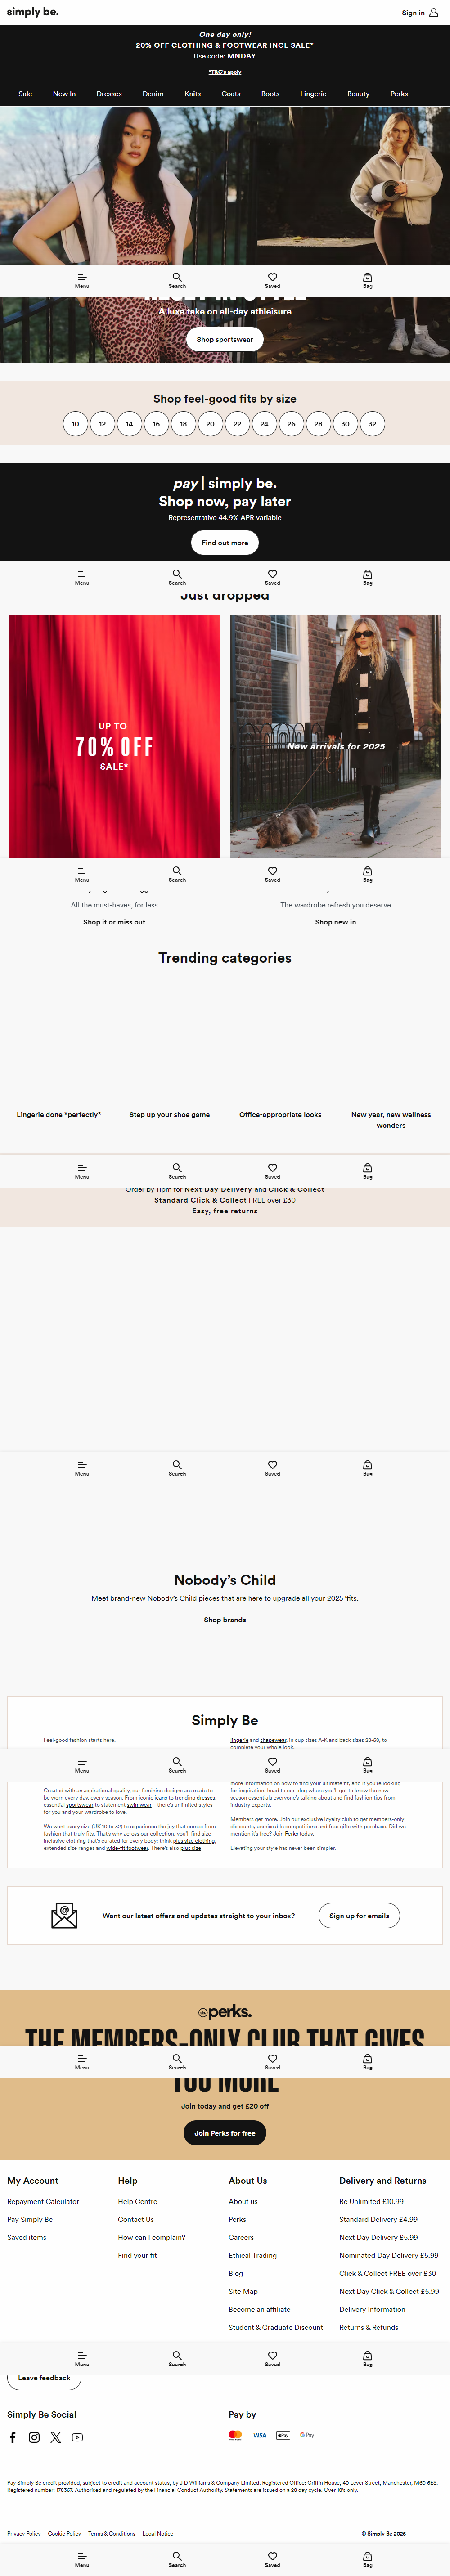 simply be.
Sign in
One day only!
20% OFF CLOTHING & FOOTWEAR INCL SALE*
Use code: MNDAY
*T&C's apply
Sale New In Dresses Denim Knits Coats Boots Lingerie Beauty Perks
Menu Search Saved Bag
A luxe take on all-day athleisure
Shop sportswear
Shop feel-good fits by size
10 12 14 16 18 20 22 24 26 28 30 32
pay | simply be.
Shop now, pay later
Representative 44.9% APR variable
Find out more
Menu Search Saved Bag
Just dropped
UP TO
70% OFF
SALE*
New arrivals for 2025
Menu Search Saved Bag
All the must-haves, for less
The wardrobe refresh you deserve
Shop it or miss out
Shop new in
Trending categories
Lingerie done *perfectly*
Step up your shoe game
Office-appropriate looks
New year, new wellness
wonders
Menu Search Saved Bag
Order by 11pm for Next Day Delivery and Click & Collect
Standard Click & Collect FREE over £30
Easy, free returns
Menu Search Saved Bag
Nobody's Child
Meet brand-new Nobody's Child pieces that are here to upgrade all your 2025 'fits.
Shop brands
Simply Be
Feel-good fashion starts here.
lingerie and shapewear, in cup sizes A-K and back sizes 28-58, to
complete your whole look.
Menu Search Saved Bag
more information on how to find your ultimate fit, and if you're looking
for inspiration, head to our blog where you'll get to know the new
season essentials everyone's talking about and find fashion tips from
industry experts.
Created with an aspirational quality, our feminine designs are made to
be worn every day, every season. From iconic jeans to trending dresses,
essential sportswear to statement swimwear – there's unlimited styles
for you and your wardrobe to love.
Members get more. Join our exclusive loyalty club to get members-only
discounts, unmissable competitions and free gifts with purchase. Did we
mention it's free? Join Perks today.
We want every size (UK 10 to 32) to experience the joy that comes from
fashion that truly fits. That's why across our collection, you'll find size
inclusive clothing that's curated for every body: think plus size clothing,
extended size ranges and wide-fit footwear. There's also plus size
Elevating your style has never been simpler.
Want our latest offers and updates straight to your inbox?
Sign up for emails
perks.
THE MEMBERS-ONLY CLUB THAT GIVES
Menu Search Saved Bag
YOU MORE
Join today and get £20 off
Join Perks for free
My Account
Repayment Calculator
Pay Simply Be
Saved items
Help
Help Centre
Contact Us
How can I complain?
Find your fit
About Us
About us
Perks
Careers
Ethical Trading
Blog
Site Map
Become an affiliate
Student & Graduate Discount
Delivery and Returns
Be Unlimited £10.99
Standard Delivery £4.99
Next Day Delivery £5.99
Nominated Day Delivery £5.99
Click & Collect FREE over £30
Next Day Click & Collect £5.99
Delivery Information
Returns & Refunds
Menu Search Saved Bag
Leave feedback
Simply Be Social
Pay by
VISA
Pay
G Pay
Pay Simply Be credit provided, subject to credit and account status, by J D Williams & Company Limited. Registered Office: Griffin House, 40 Lever Street, Manchester, M60 6ES.
Registered number: 178367. Authorised and regulated by the Financial Conduct Authority. Statements are issued on a 28 day cycle. Over 18's only.
Privacy Policy Cookie Policy Terms & Conditions Legal Notice
© Simply Be 2025
Menu Search Saved Bag